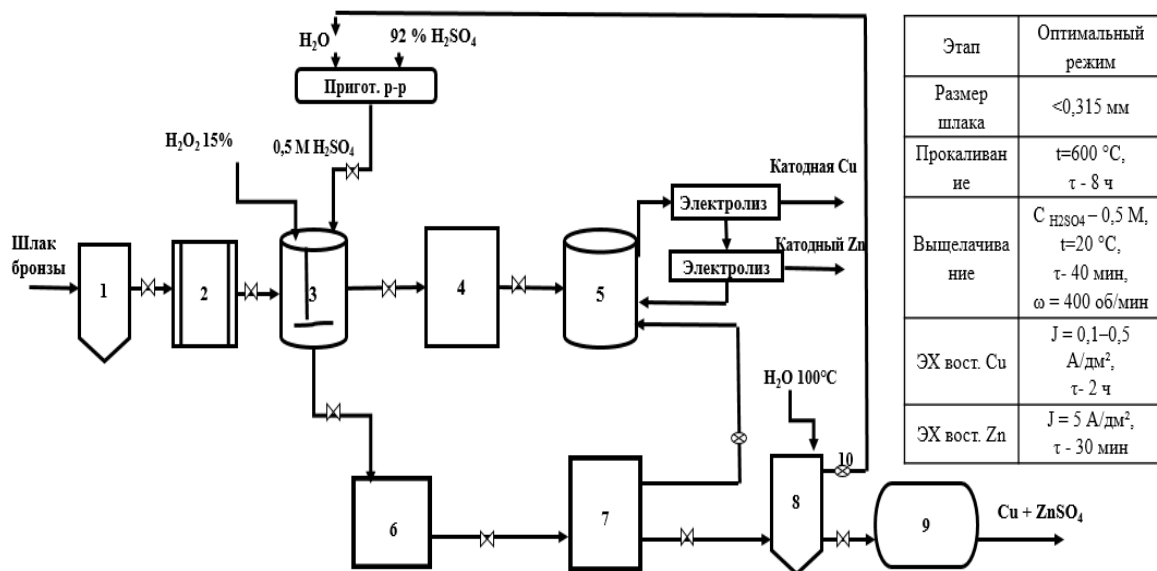 H₂O
92 % H₂SO₄
Пригот. р-р
H₂O₂ 15%
0,5 М H₂SO₄
Катодная Cu
Электролиз
Катодный Zn
Электролиз
Шлак
бронзы
1
2
3
4
5
H₂O 100°C
10
6
7
8
9
Cu + ZnSO₄
Этап
Оптимальный
режим
Размер
шлака
<0,315 мм
Прокаливан
ие
t=600 °C,
τ - 8 ч
Выщелачива
ние
C H2SO4 – 0,5 М,
t=20 °C,
τ- 40 мин,
ω = 400 об/мин
ЭХ вост. Cu
J = 0,1–0,5
А/дм²,
τ- 2 ч
ЭХ вост. Zn
J = 5 А/дм²,
τ - 30 мин